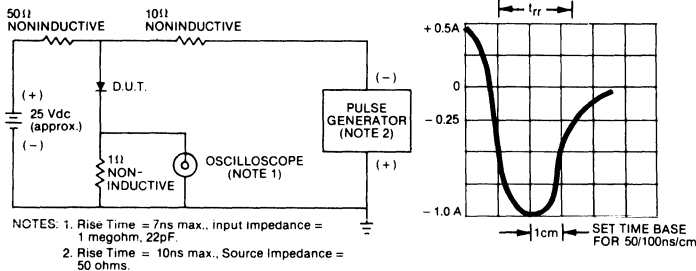 50Ω
NONINDUCTIVE
10Ω
NONINDUCTIVE
trr
+ 0.5A
0
- 0.25
- 1.0 A
D.U.T.
(+)
25 Vdc
(approx.)
(-)
1Ω
NON-
INDUCTIVE
OSCILLOSCOPE
(NOTE 1)
(-)
PULSE
GENERATOR
(NOTE 2)
(+)
1cm
SET TIME BASE
FOR 50/100ns/cm
NOTES: 1. Rise Time = 7ns max., Input Impedance =
1 megohm, 22pF.
2. Rise Time = 10ns max., Source Impedance =
50 ohms.